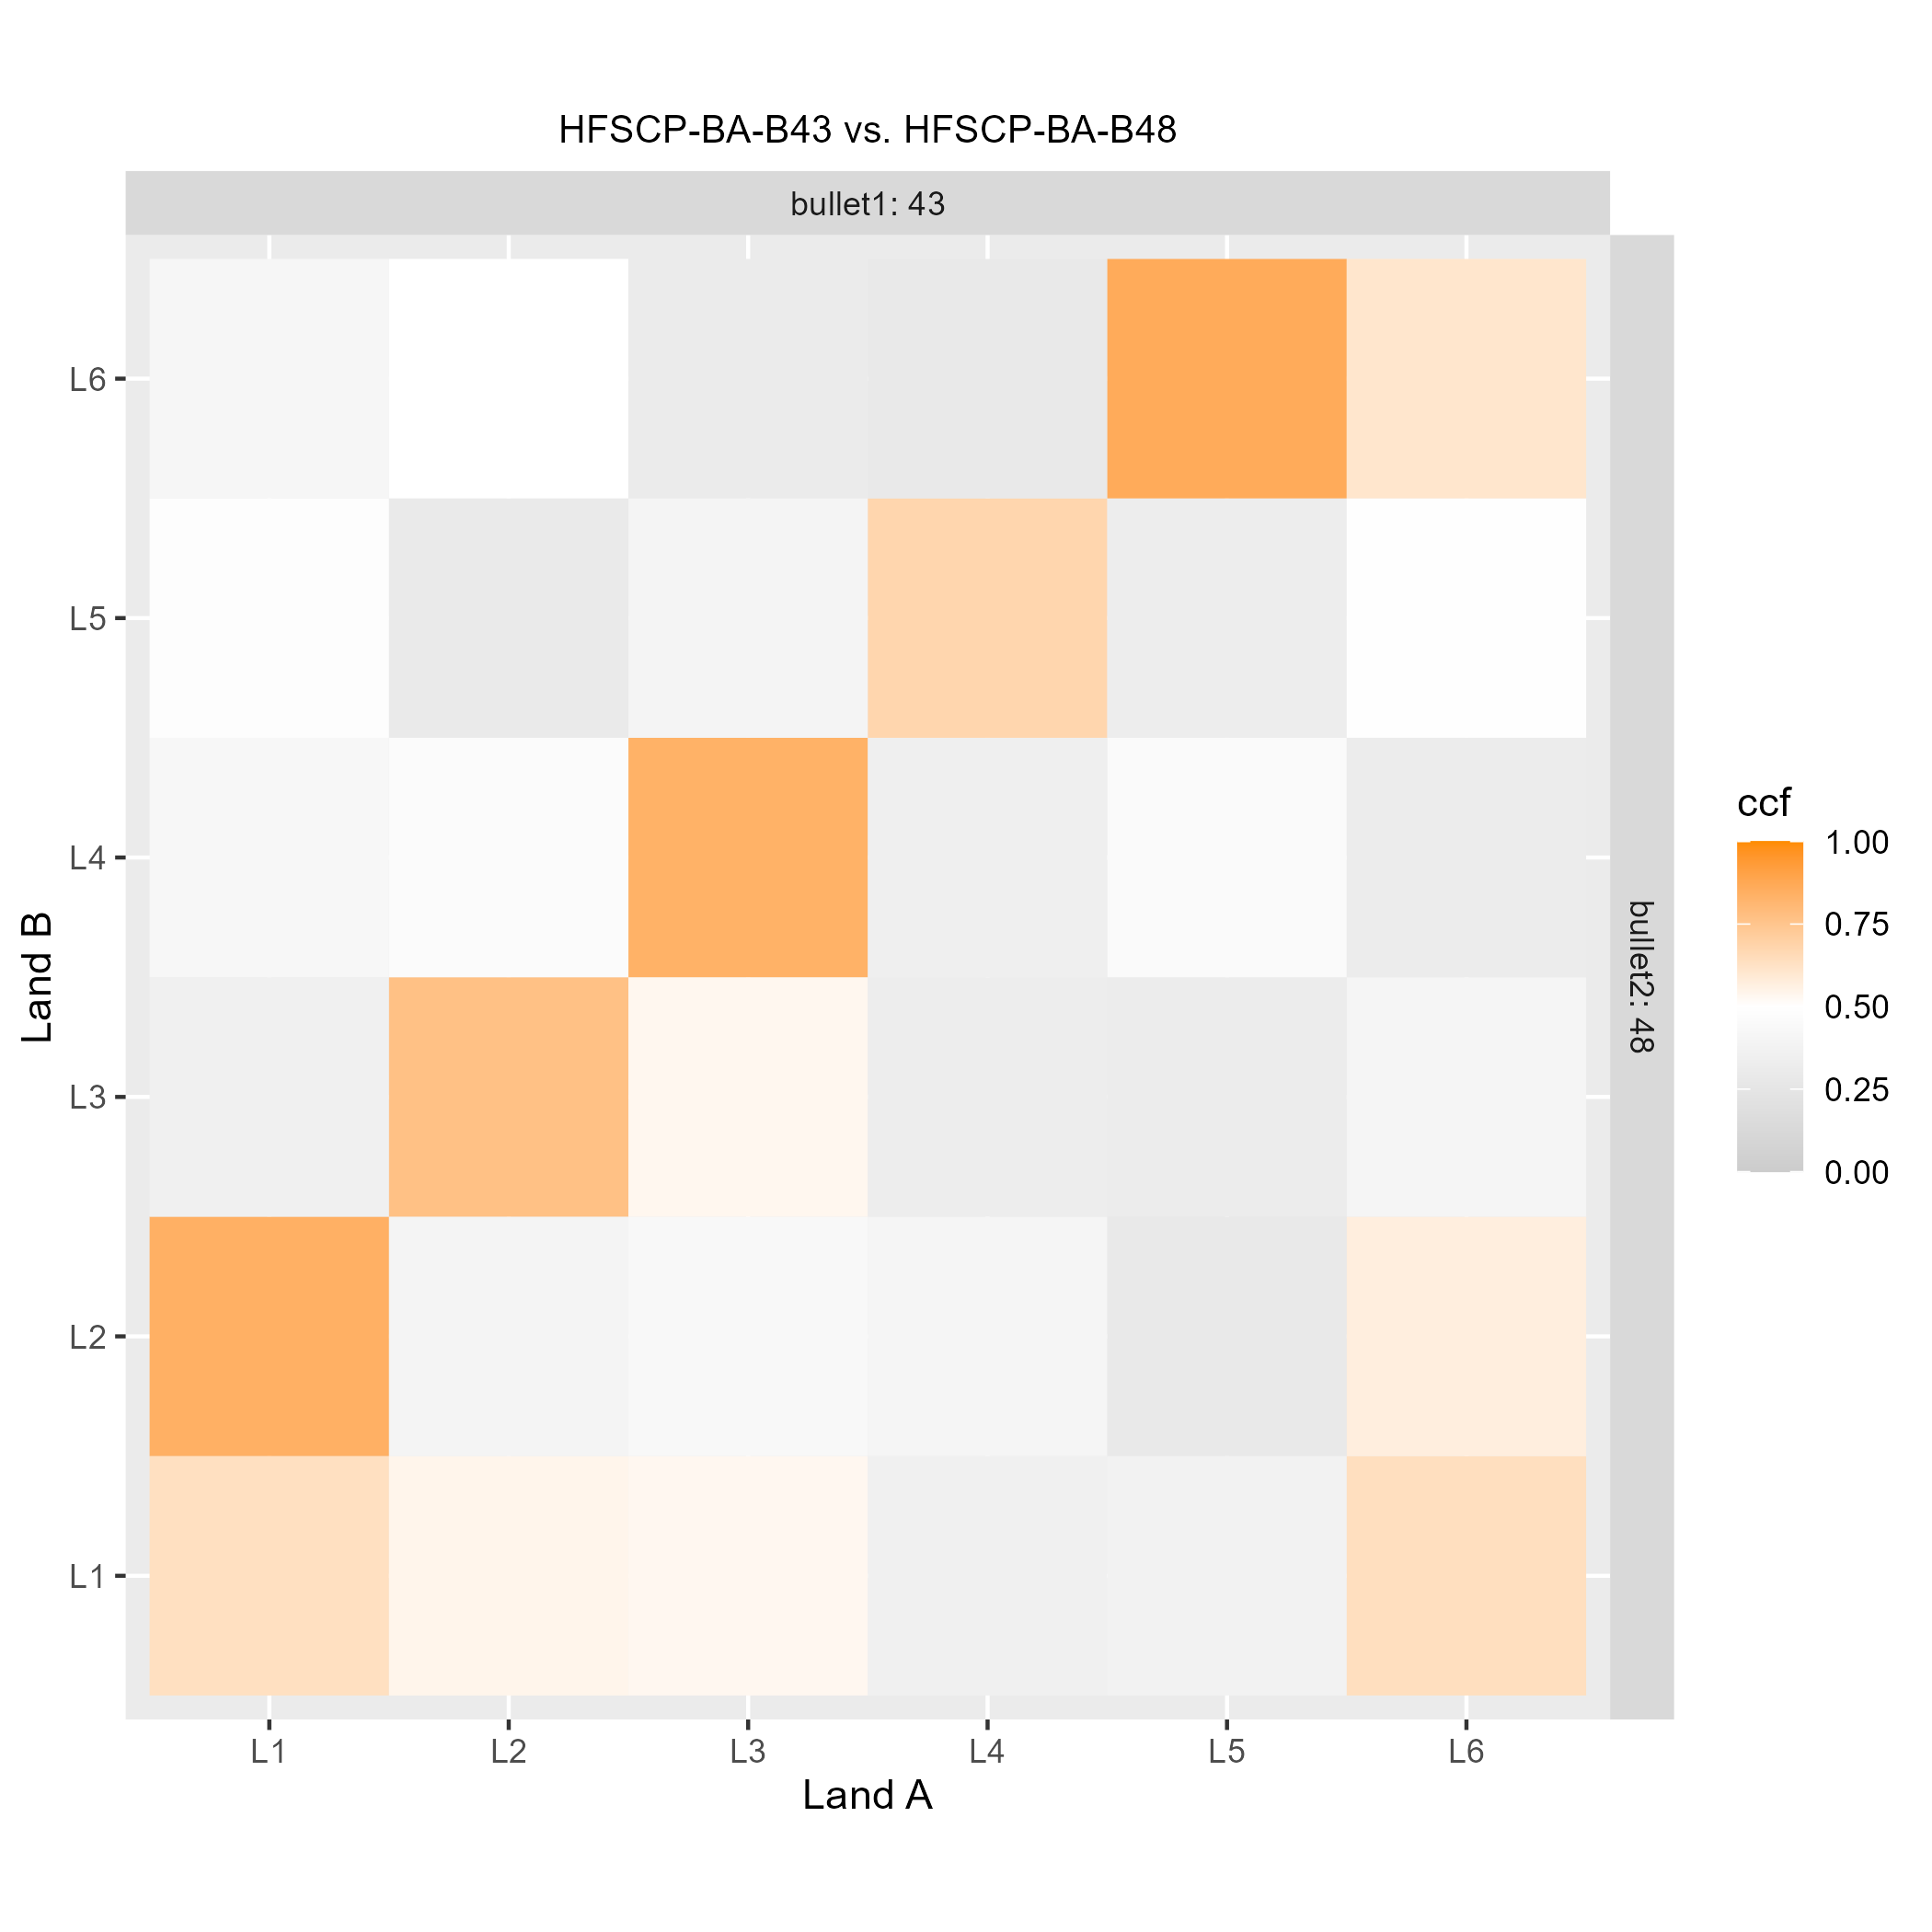 HFSCP-BA-B43 vs. HFSCP-BA-B48
bullet1: 43
L6
L5
L4
L3
L2
L1
Land B
L1 L2 L3 L4 L5 L6
Land A
bullet2: 48
ccf
1.00
0.75
0.50
0.25
0.00